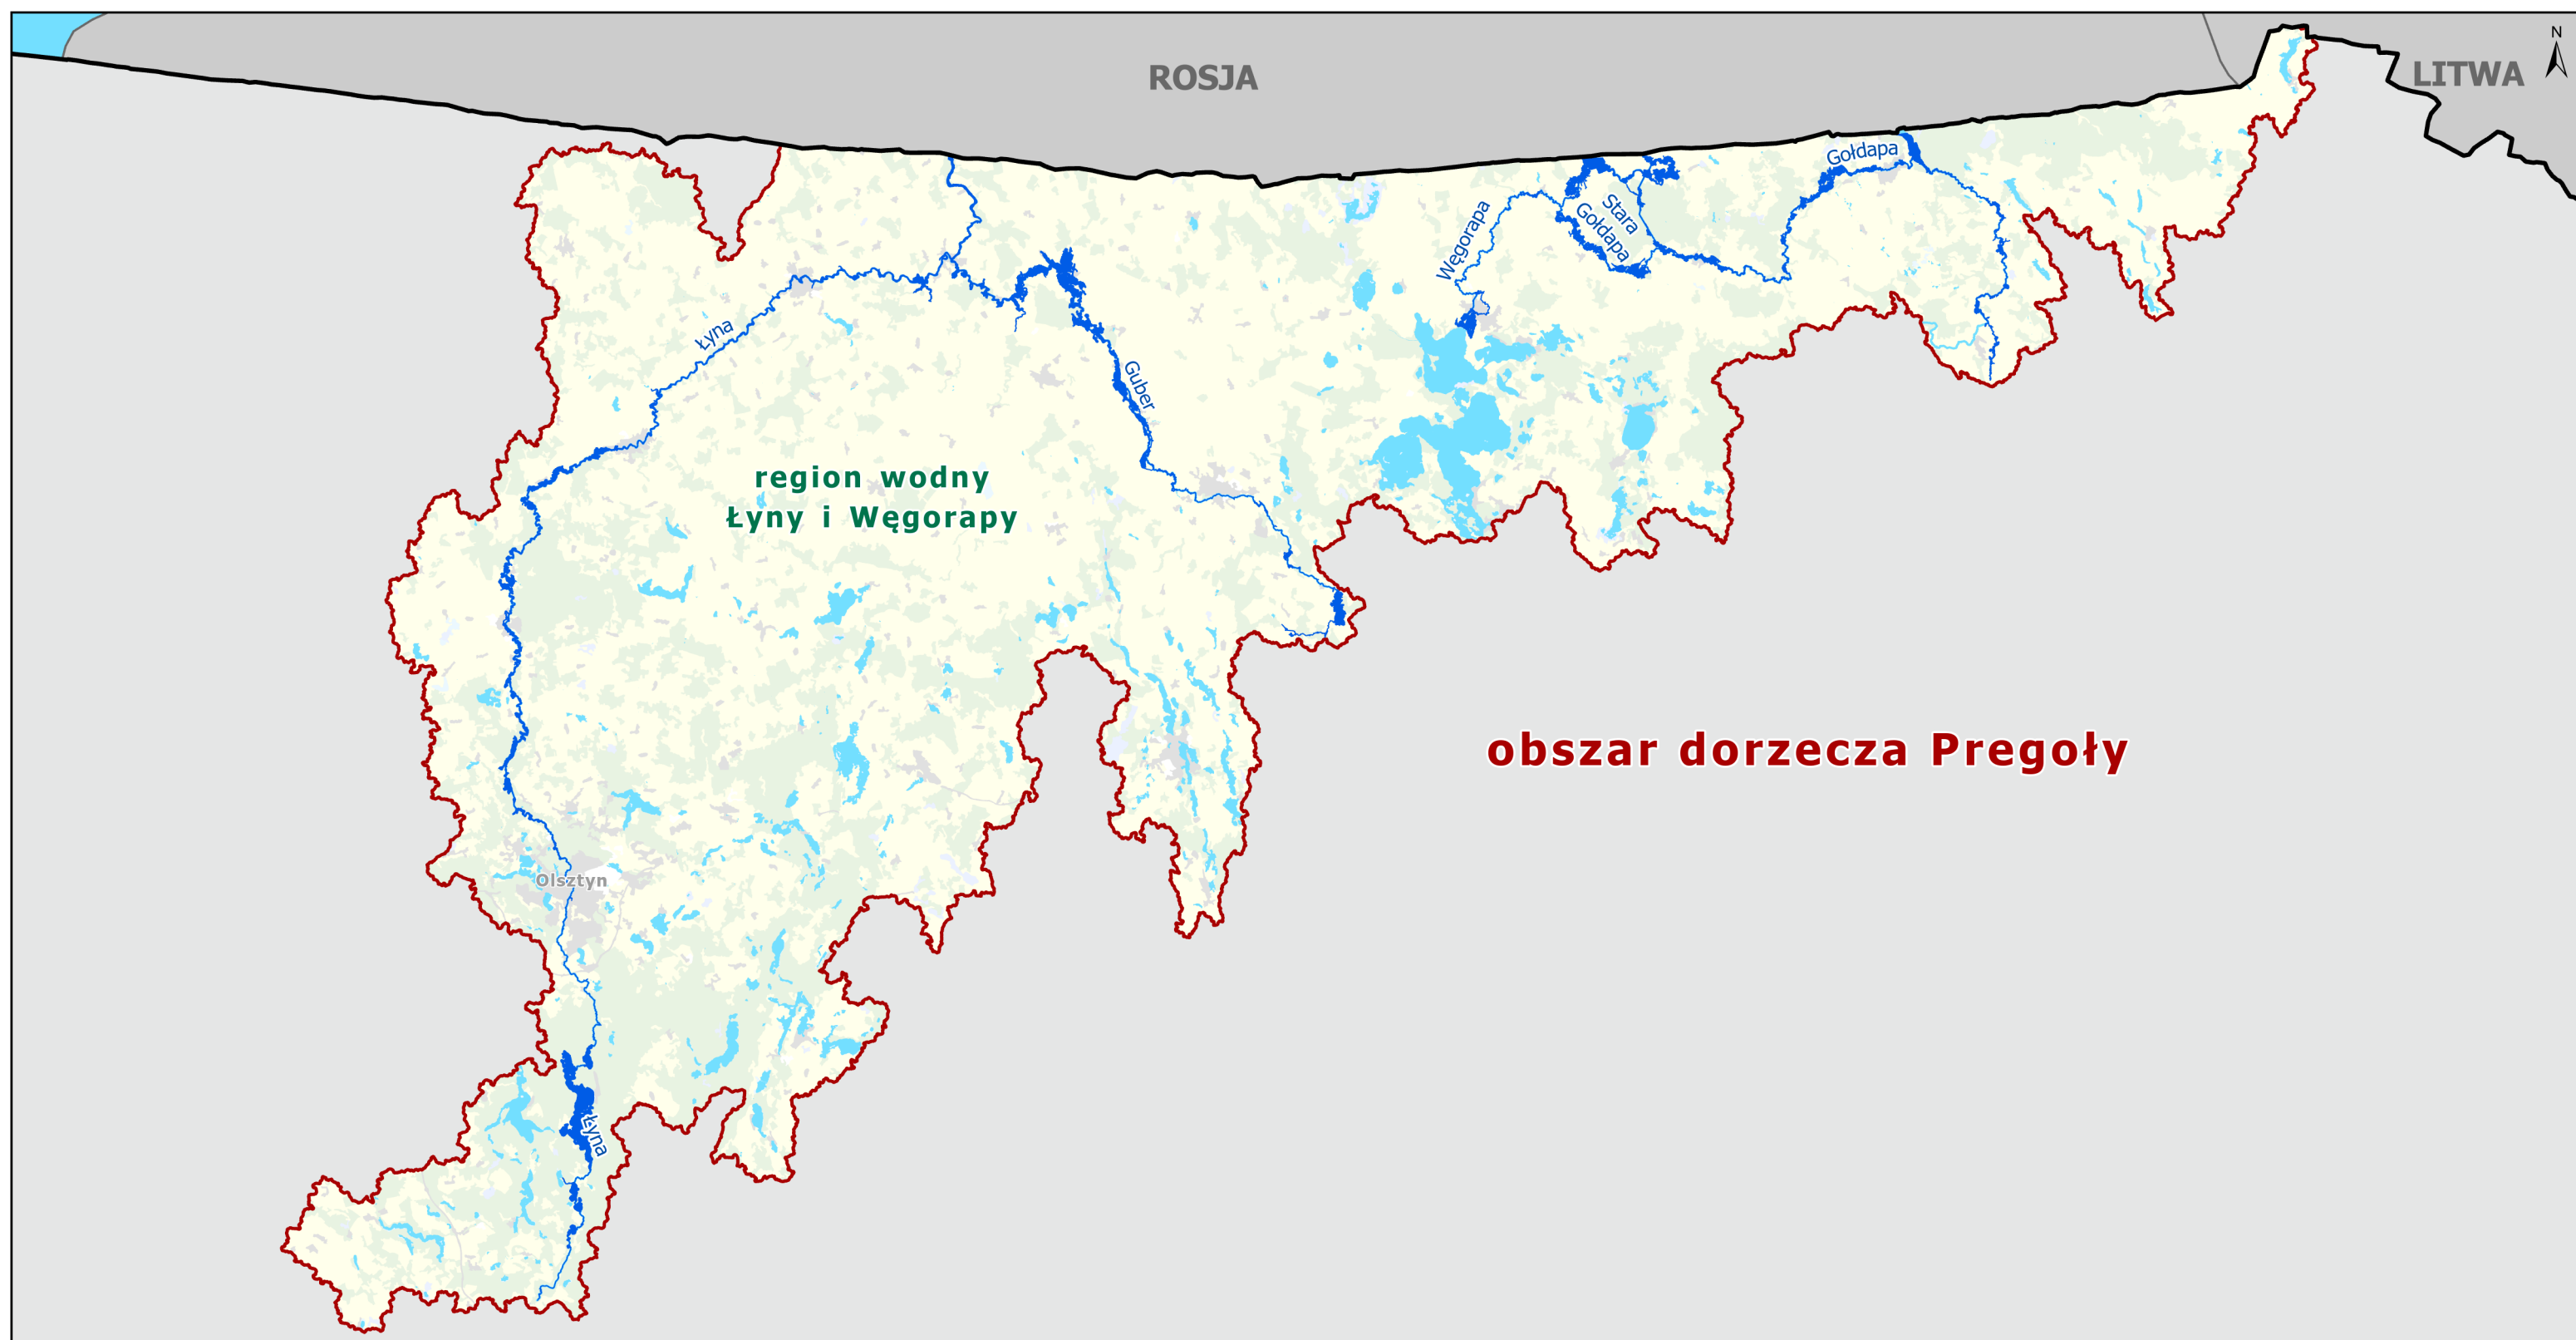 N
ROSJA
LITWA
Gołdapa
Stara
Gołdapa
Węgorapa
Łyna
Guber
region wodny
Łyny i Węgorapy
obszar dorzecza Pregoły
Olsztyn
Łyna